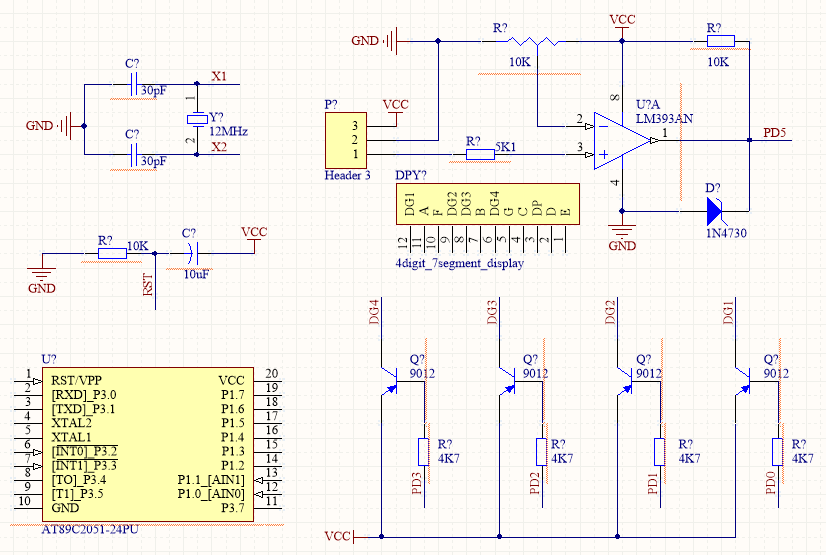 C?
30pF
X1
GND
1
Y?
12MHz
C?
30pF
2
X2
GND
R?
10K
VCC
R?
10K
P?
VCC
3
2
1
Header 3
R?
5K1
8
U?A
LM393AN
2
3
1
4
PD5
GND
D?
1N4730
DPY?
DG1
A
F
DG2
DG3
B
DG4
G
C
DP
D
E
12
11
10
9
8
7
6
5
4
3
2
1
4digit_7segment_display
R?
10K
C?
10uF
VCC
GND
RST
U?
1 RST/VPP VCC 20
2 [RXD]_P3.0 P1.7 19
3 [TXD]_P3.1 P1.6 18
4 XTAL2 P1.5 17
5 XTAL1 P1.4 16
6 [INT0]_P3.2 P1.3 15
7 [INT1]_P3.3 P1.2 14
8 [TO]_P3.4 P1.1_[AIN1] 13
9 [T1]_P3.5 P1.0_[AIN0] 12
10 GND P3.7 11
AT89C2051-24PU
DG4
DG3
DG2
DG1
Q?
9012
Q?
9012
Q?
9012
Q?
9012
R?
4K7
R?
4K7
R?
4K7
R?
4K7
PD3
PD2
PD1
PD0
VCC